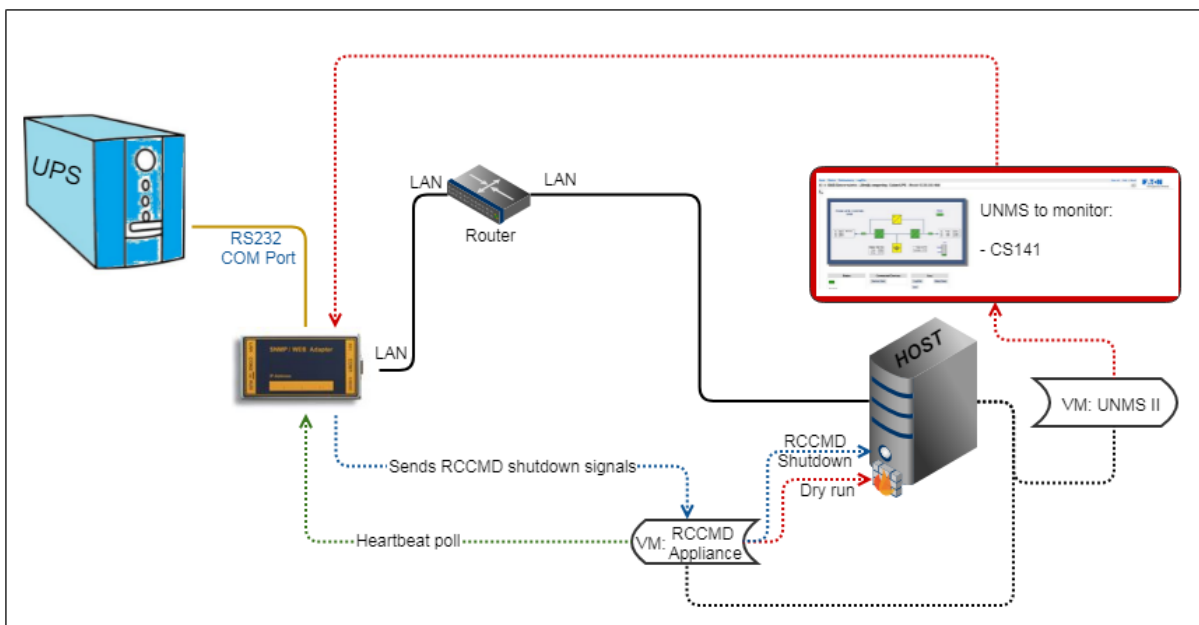 UPS
RS232
COM Port
LAN
LAN
Router
LAN
SNMP / WEB Adapter
UNMS to monitor:
- CS141
HOST
VM: UNMS II
RCCMD
Shutdown
Dry run
Sends RCCMD shutdown signals
Heartbeat poll
VM: RCCMD
Appliance